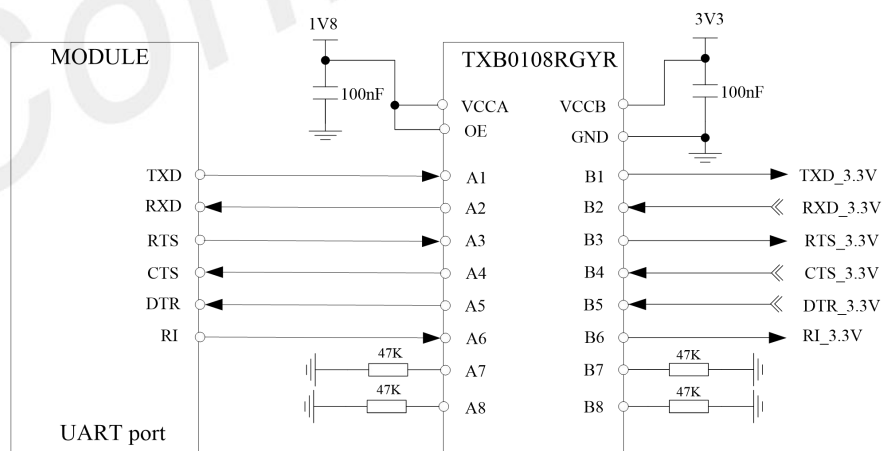 1V8
3V3
MODULE
TXB0108RGYR
100nF
100nF
VCCA
VCCB
OE
GND
TXD
A1
B1
TXD_3.3V
RXD
A2
B2
RXD_3.3V
RTS
A3
B3
RTS_3.3V
CTS
A4
B4
CTS_3.3V
DTR
A5
B5
DTR_3.3V
RI
A6
B6
RI_3.3V
47K
A7
B7
47K
47K
A8
B8
47K
UART port